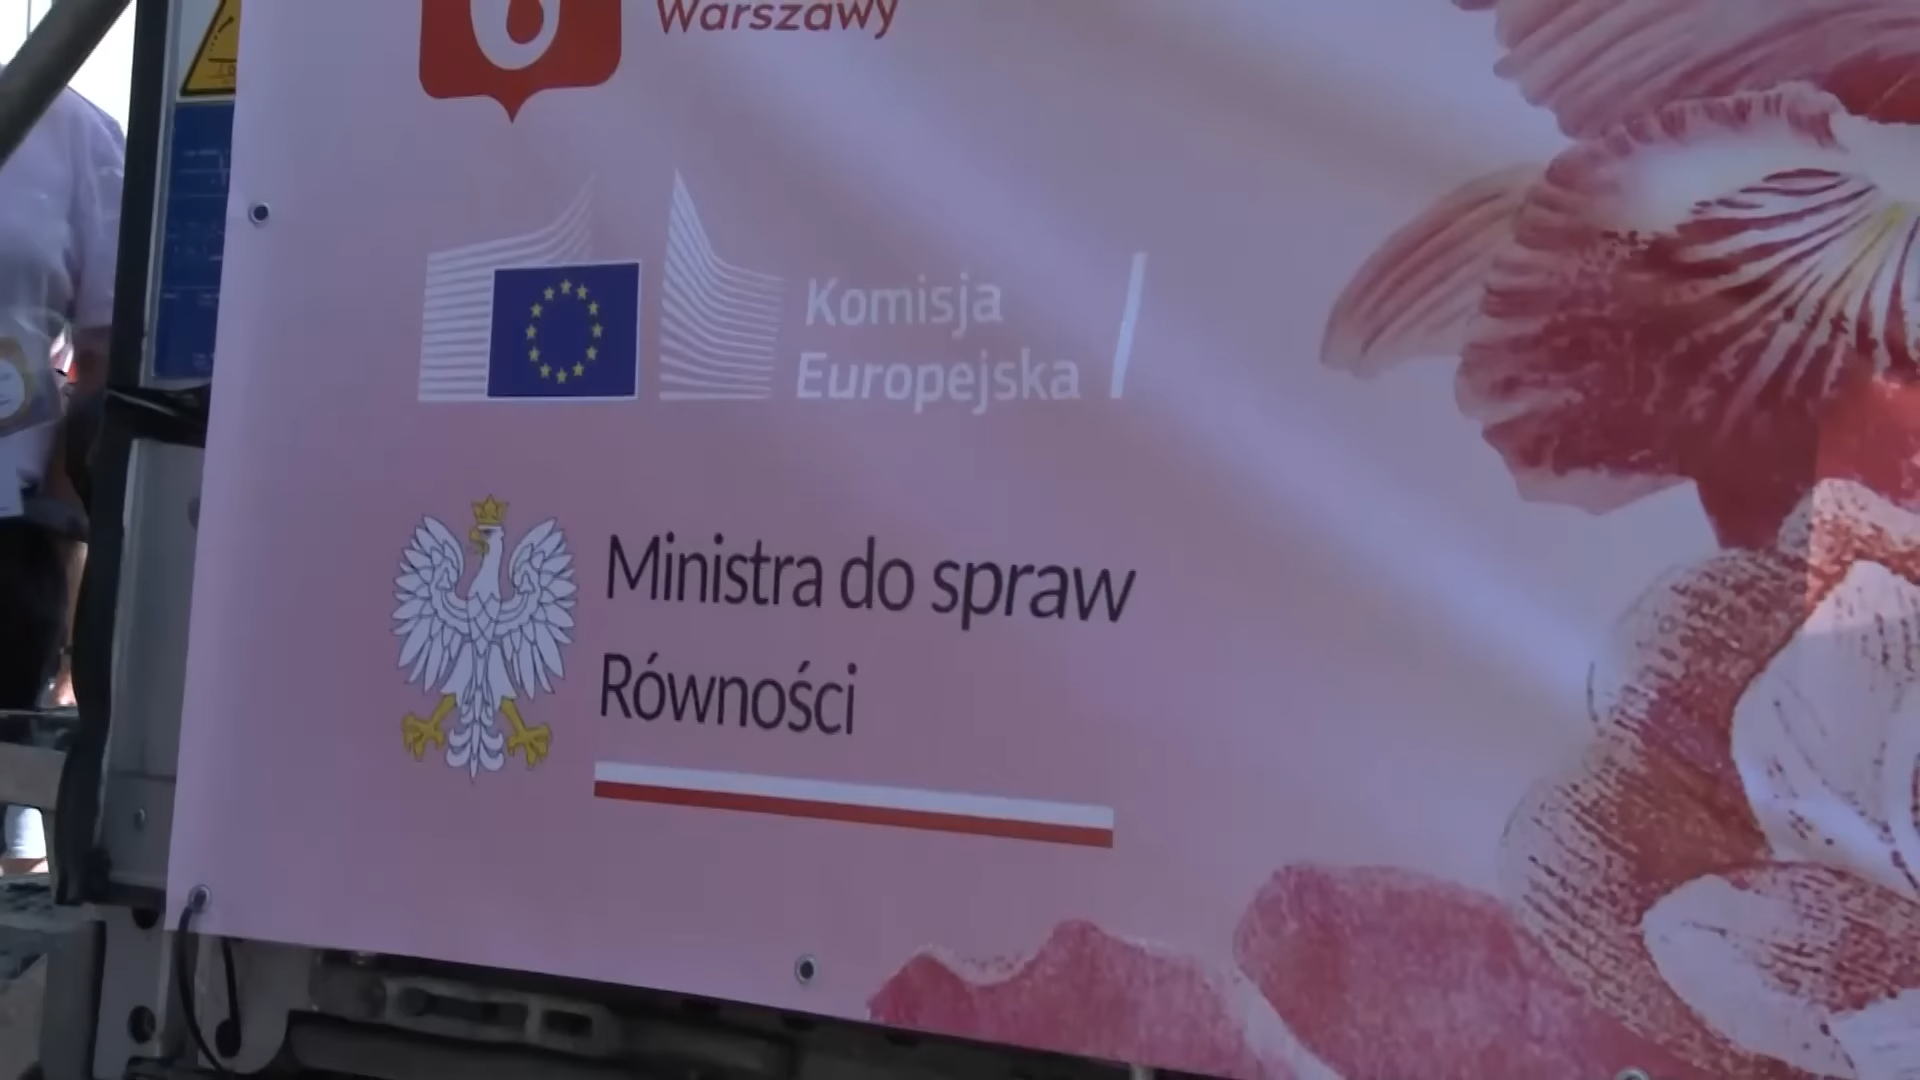 Warszawy
Komisja
Europejska
Ministra do spraw
Równości